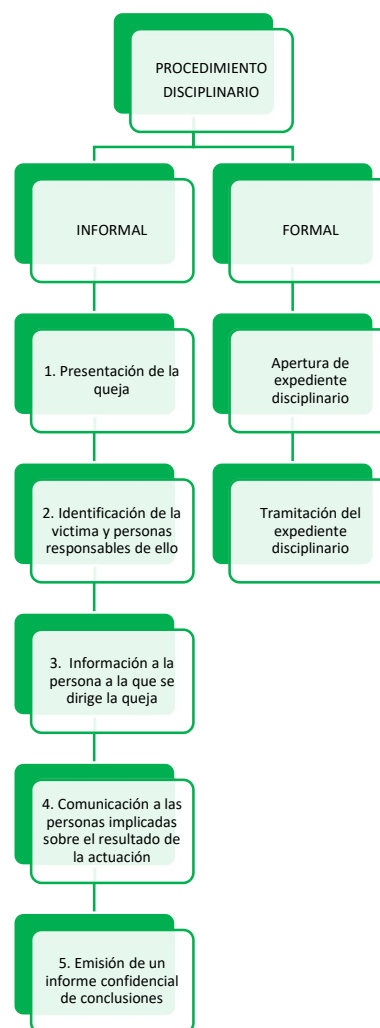 PROCEDIMIENTO
DISCIPLINARIO
INFORMAL
1. Presentación de la
queja
2. Identificación de la
victima y personas
responsables de ello
3. Información a la
persona a la que se
dirige la queja
4. Comunicación a las
personas implicadas
sobre el resultado de
la actuación
5. Emisión de un
informe confidencial
de conclusiones
FORMAL
Apertura de
expediente
disciplinario
Tramitación del
expediente
disciplinario